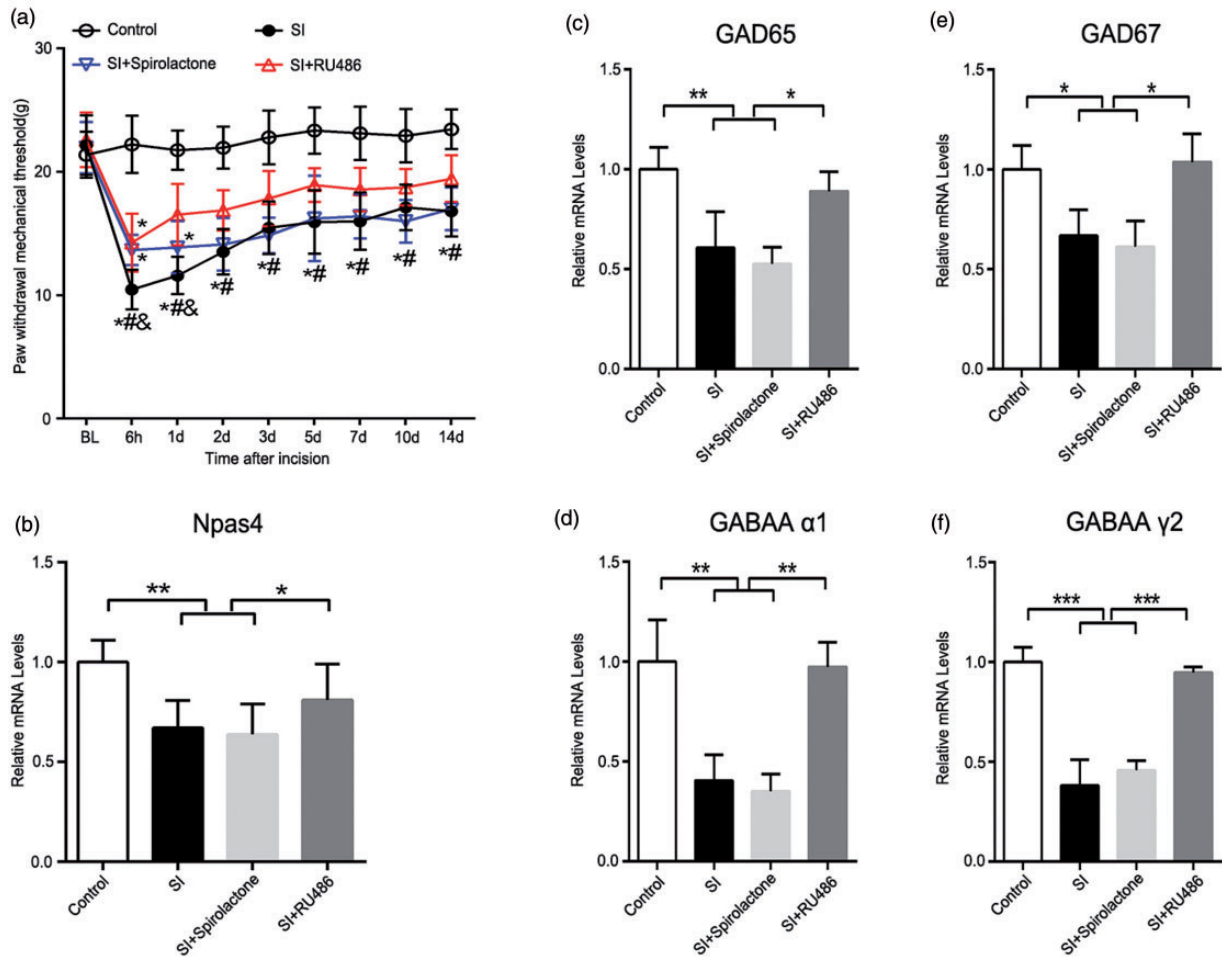 (a)
Control
SI
SI+Spirolactone
SI+RU486
Paw withdrawal mechanical threshold(g)
30
20
10
0
*
*
*
*#&
*#&
*#
*#
*#
*#
*#
*#
BL 6h 1d 2d 3d 5d 7d 10d 14d
Time after incision
(b)
Npas4
Relative mRNA Levels
1.5
1.0
0.5
0.0
** *
Control SI SI+Spirolactone SI+RU486
(c)
GAD65
Relative mRNA Levels
1.5
1.0
0.5
0.0
** *
Control SI SI+Spirolactone SI+RU486
(d)
GABAA α1
Relative mRNA Levels
1.5
1.0
0.5
0.0
** **
Control SI SI+Spirolactone SI+RU486
(e)
GAD67
Relative mRNA Levels
1.5
1.0
0.5
0.0
* *
Control SI SI+Spirolactone SI+RU486
(f)
GABAA γ2
Relative mRNA Levels
1.5
1.0
0.5
0.0
*** ***
Control SI SI+Spirolactone SI+RU486